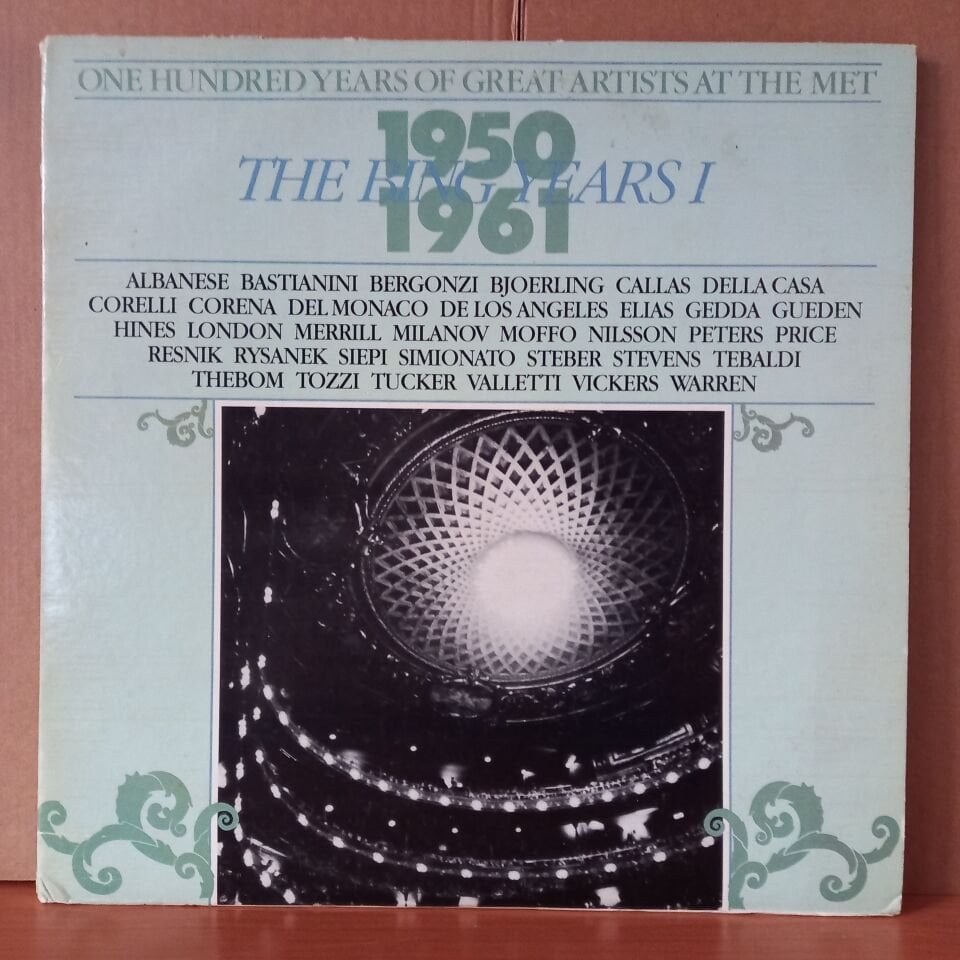 ONE HUNDRED YEARS OF GREAT ARTISTS AT THE MET
1950
THE BING YEARS I
1961
ALBANESE BASTIANINI BERGONZI BJOERLING CALLAS DELLA CASA
CORELLI CORENA DEL MONACO DE LOS ANGELES ELIAS GEDDA GUEDEN
HINES LONDON MERRILL MILANOV MOFFO NILSSON PETERS PRICE
RESNIK RYSANEK SIEPI SIMIONATO STEBER STEVENS TEBALDI
THEBOM TOZZI TUCKER VALLETTI VICKERS WARREN